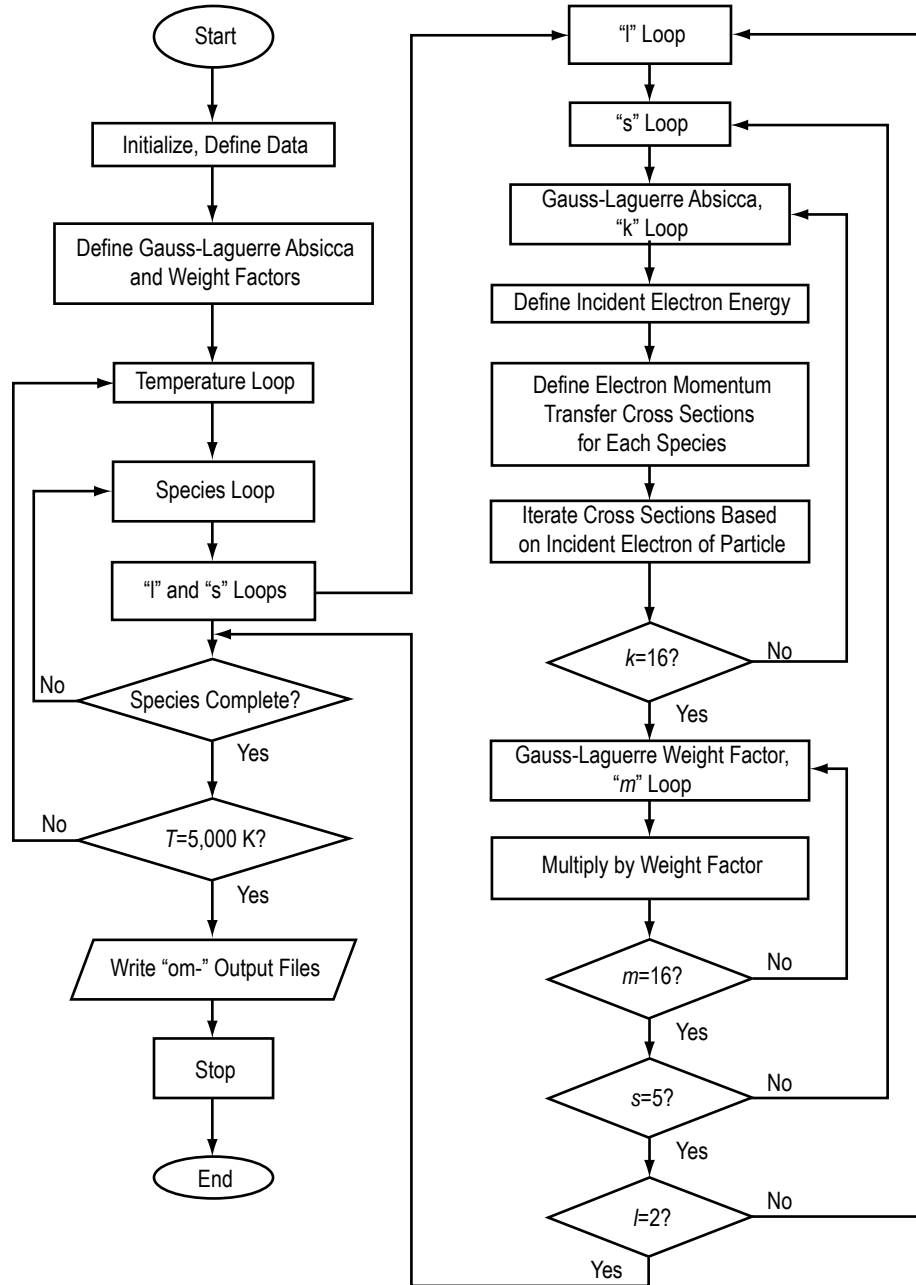 Start
Initialize, Define Data
Define Gauss-Laguerre Absicca
and Weight Factors
Temperature Loop
Species Loop
“l” and “s” Loops
Species Complete?
No
Yes
T=5,000 K?
No
Yes
Write “om-” Output Files
Stop
End
“l” Loop
“s” Loop
Gauss-Laguerre Absicca,
“k” Loop
Define Incident Electron Energy
Define Electron Momentum
Transfer Cross Sections
for Each Species
Iterate Cross Sections Based
on Incident Electron of Particle
k=16?
No
Yes
Gauss-Laguerre Weight Factor,
“m” Loop
Multiply by Weight Factor
m=16?
No
Yes
s=5?
No
Yes
l=2?
No
Yes